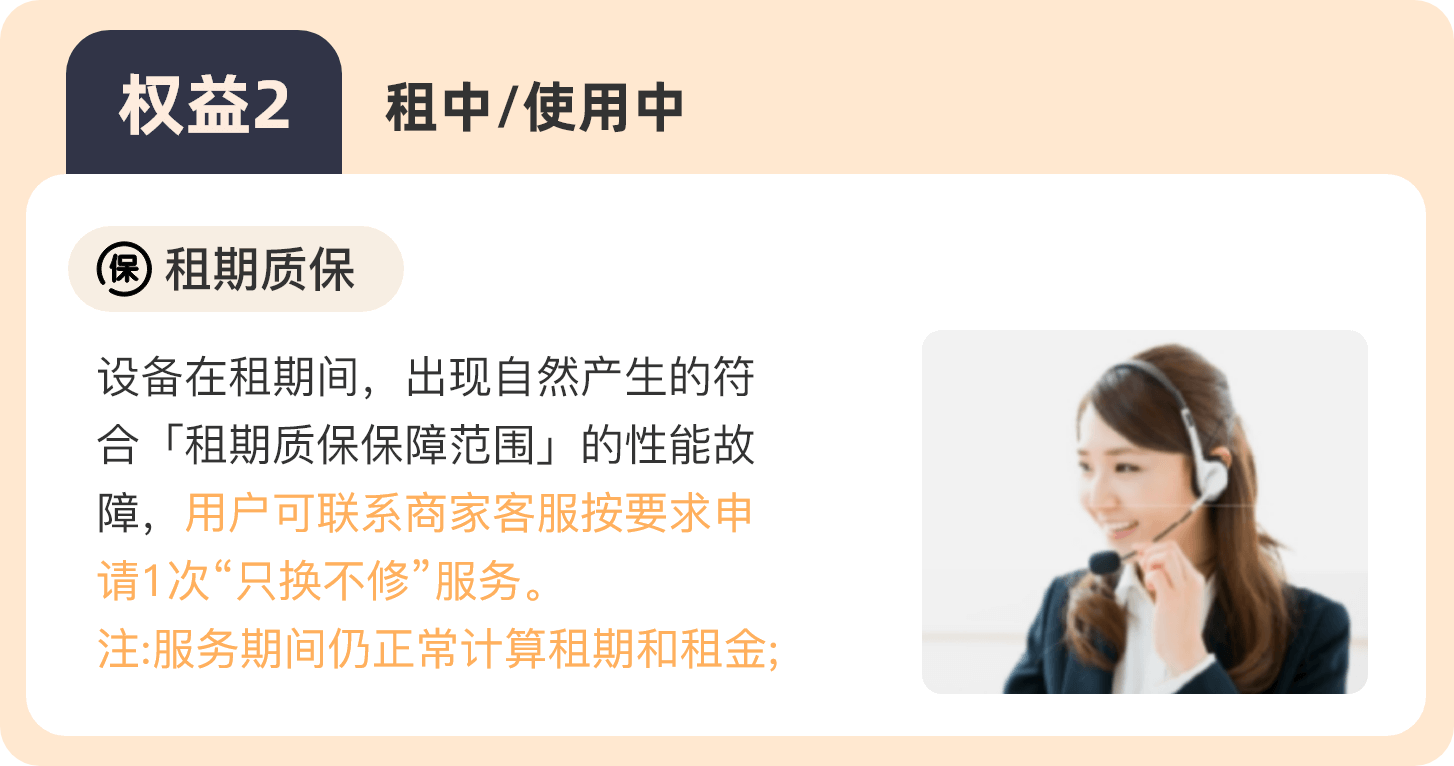 权益2
租中/使用中
保 租期质保
设备在租期间，出现自然产生的符
合「租期质保保障范围」的性能故
障，用户可联系商家客服按要求申
请1次“只换不修”服务。
注:服务期间仍正常计算租期和租金;